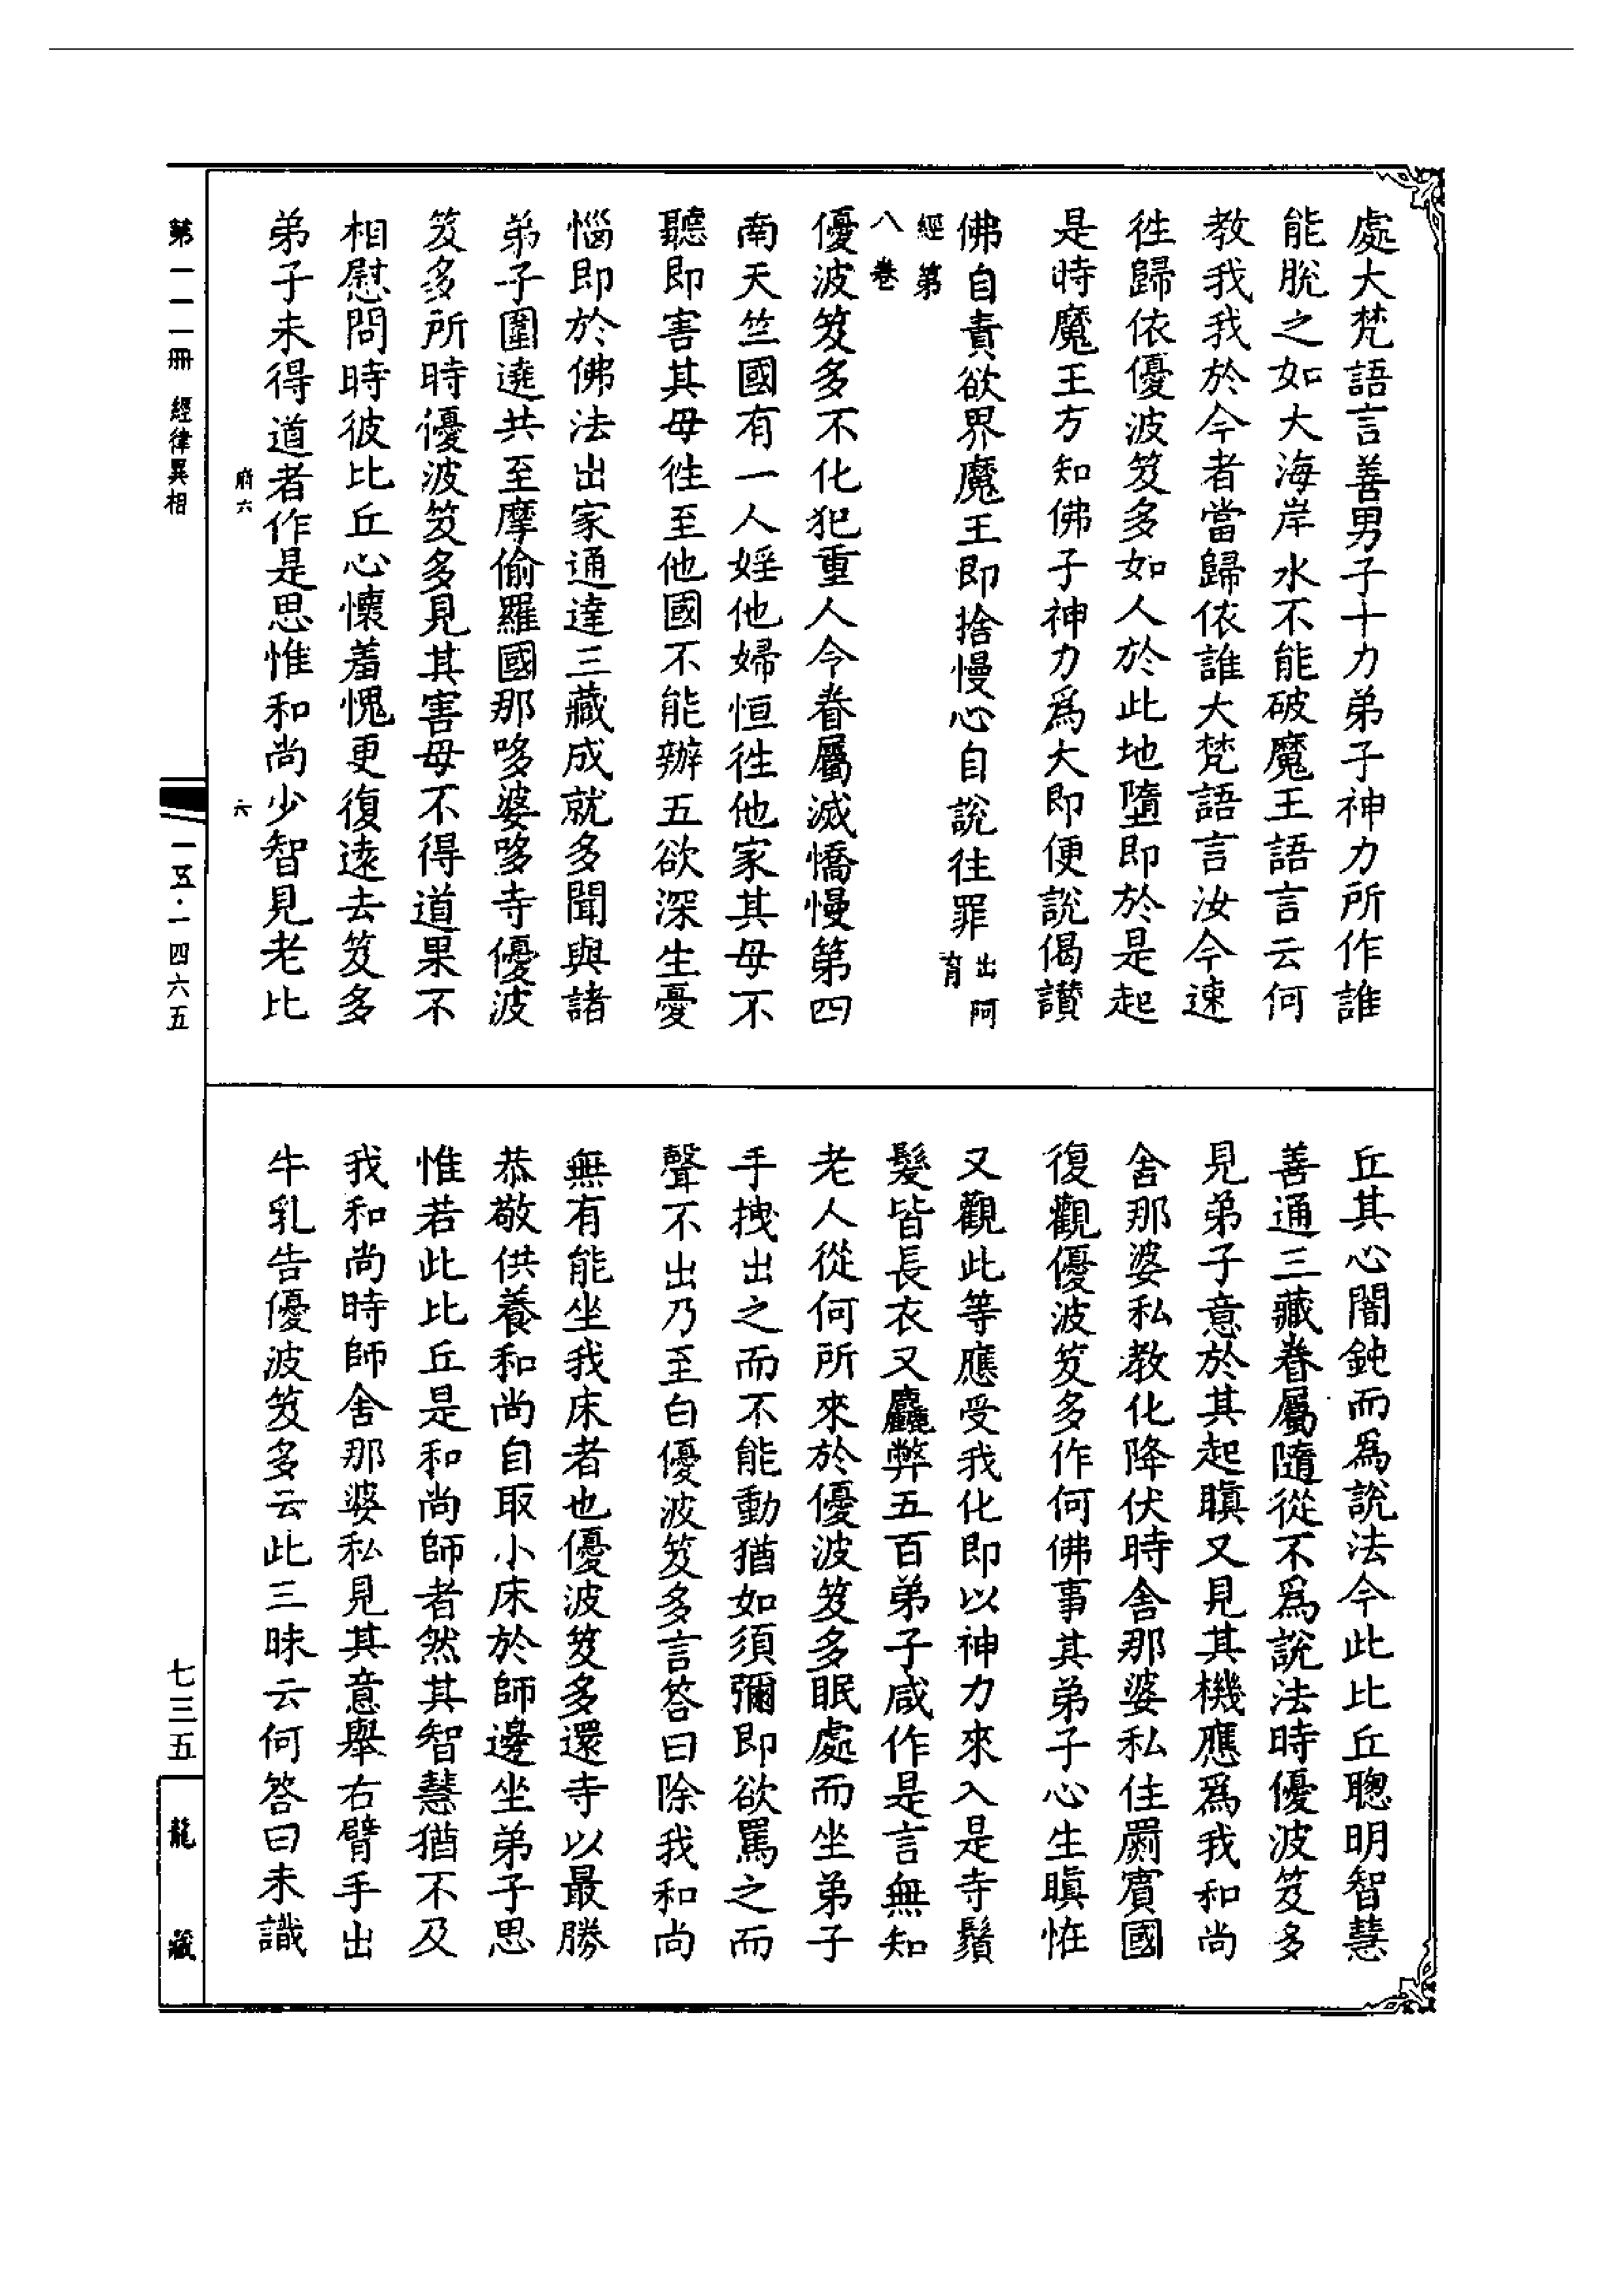 處大梵語言善男子十力弟子神力所作誰
能脫之如大海岸水不能破魔王語言云何
教我我於今者當歸依誰大梵語言汝今速
徃歸依優波笈多如人於此地墮即於是起
是時魔王方知佛子神力爲大即便說偈讃
佛自責欲界魔王即捨慢心自說往罪出阿育
經第八卷
優波笈多不化犯重人令眷屬滅憍慢第四
南天竺國有一人婬他婦恒徃他家其母不
聽即害其母徃至他國不能辦五欲深生憂
惱即於佛法出家通達三藏成就多聞與諸
弟子圍遶共至摩偷羅國那哆婆哆寺優波
笈多所時優波笈多見其害母不得道果不
相慰問時彼比丘心懷羞愧更復遠去笈多
弟子未得道者作是思惟和尚少智見老比
府六
六
丘其心闇鈍而爲說法今此比丘聰明智慧
善通三藏眷屬隨從不爲說法時優波笈多
見弟子意於其起瞋又見其機應爲我和尚
舍那婆私教化降伏時舍那婆私住罽賓國
復觀優波笈多作何佛事其弟子心生瞋恠
又觀此等應受我化即以神力來入是寺鬚
髮皆長衣又麤弊五百弟子咸作是言無知
老人從何所來於優波笈多眠處而坐弟子
手拽出之而不能動猶如須彌即欲罵之而
聲不出乃至白優波笈多言答曰除我和尚
無有能坐我床者也優波笈多還寺以最勝
恭敬供養和尚自取小床於師邊坐弟子思
惟若此比丘是和尚師者然其智慧猶不及
我和尚時師舍那婆私見其意舉右臂手出
牛乳告優波笈多云此三昧云何答曰未識
第一一一冊 經律異相
一五·一四六五
七三五
龍藏